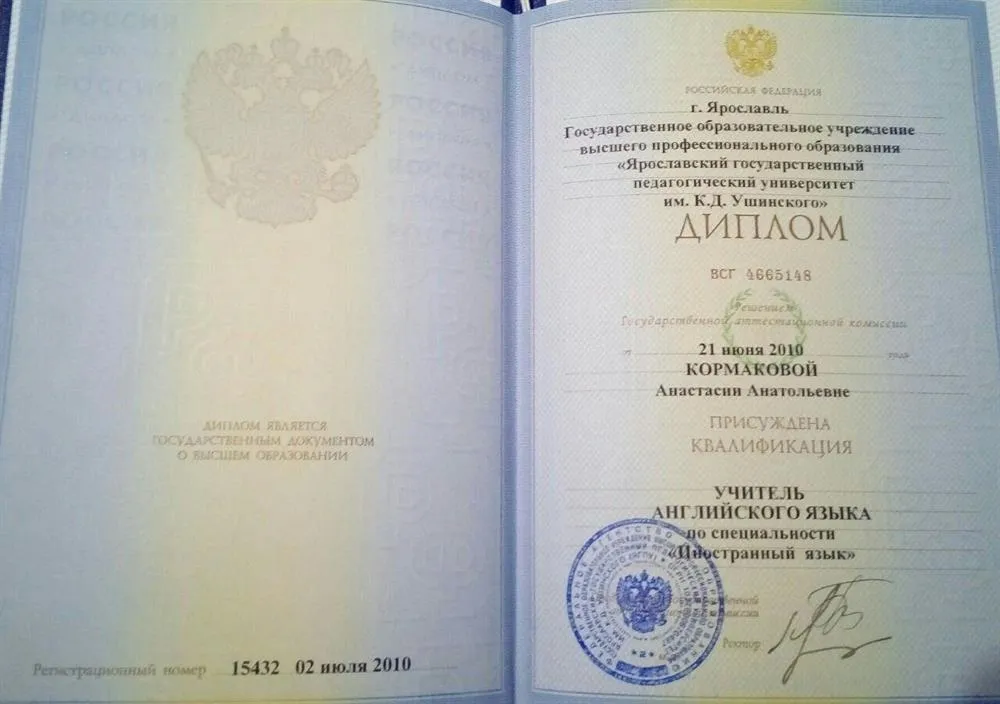 ДИПЛОМ ЯВЛЯЕТСЯ
ГОСУДАРСТВЕННЫМ ДОКУМЕНТОМ
О ВЫСШЕМ ОБРАЗОВАНИИ
Регистрационный номер 15432 02 июля 2010
РОССИЙСКАЯ ФЕДЕРАЦИЯ
г. Ярославль
Государственное образовательное учреждение
высшего профессионального образования
«Ярославский государственный
педагогический университет
им. К.Д. Ушинского»
ДИПЛОМ
ВСГ 4665148
Решением
Государственной аттестационной комиссии
от 21 июня 2010 года
КОРМАКОВОЙ
Анастасии Анатольевне
ПРИСУЖДЕНА
КВАЛИФИКАЦИЯ
УЧИТЕЛЬ
АНГЛИЙСКОГО ЯЗЫКА
по специальности
«Иностранный язык»
Ректор